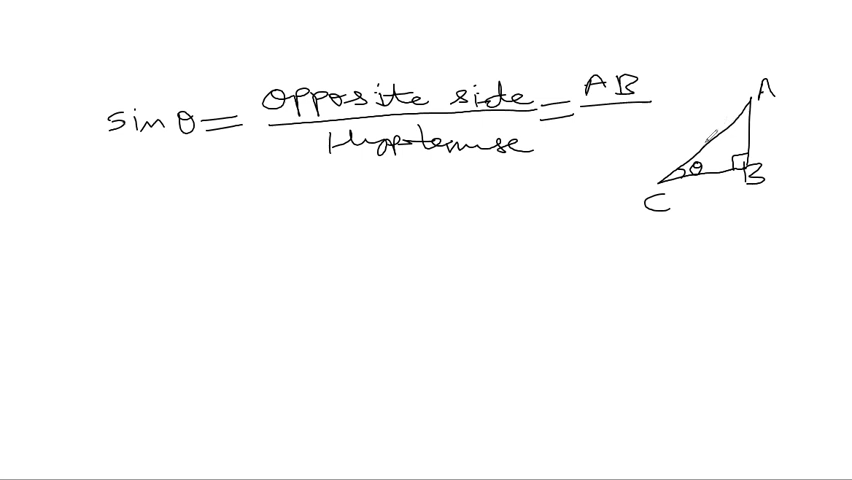 sin θ = Opposite side / Hypotenuse = AB /
A
θ
B
C